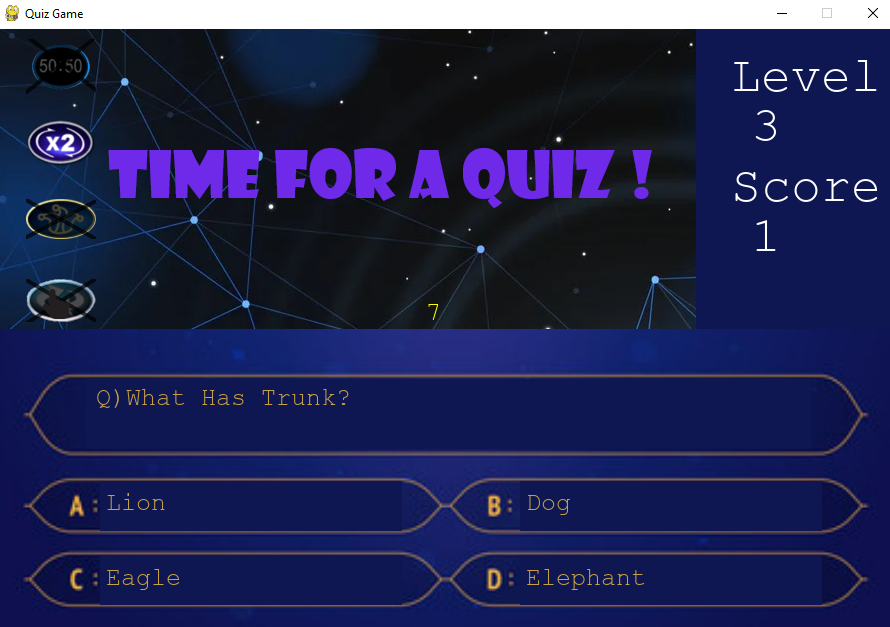 Quiz Game
50:50
x2
TIME FOR A QUIZ !
7
Level
3
Score
1
Q)What Has Trunk?
A: Lion
B: Dog
C: Eagle
D: Elephant